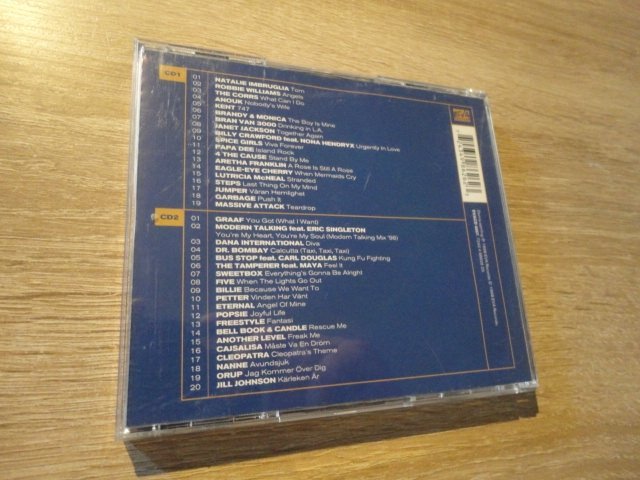 CD1
01 NATALIE IMBRUGLIA Torn
02 ROBBIE WILLIAMS Angels
03 THE CORRS What Can I Do
04 ANOUK Nobody's Wife
05 KENT 747
06 BRANDY & MONICA The Boy Is Mine
07 BRAN VAN 3000 Drinking in L.A.
08 JANET JACKSON Together Again
09 BILLY CRAWFORD feat. NONA HENDRYX Urgently in Love
10 SPICE GIRLS Viva Forever
11 PAPA DEE Island Rock
12 4 THE CAUSE Stand By Me
13 ARETHA FRANKLIN A Rose Is Still A Rose
14 EAGLE-EYE CHERRY When Mermaids Cry
15 LUTRICIA McNEAL Stranded
16 STEPS Last Thing On My Mind
17 JUMPER Våran Hemlighet
18 GARBAGE Push It
19 MASSIVE ATTACK Teardrop
CD2
01 GRAAF You Got (What I Want)
02 MODERN TALKING feat. ERIC SINGLETON
You're My Heart, You're My Soul (Modern Talking Mix '98)
03 DANA INTERNATIONAL Diva
04 DR. BOMBAY Calcutta (Taxi, Taxi, Taxi)
05 BUS STOP feat. CARL DOUGLAS Kung Fu Fighting
06 THE TAMPERER feat. MAYA Feel It
07 SWEETBOX Everything's Gonna Be Alright
08 FIVE When The Lights Go Out
09 BILLIE Because We Want To
10 PETTER Vinden Har Vänt
11 ETERNAL Angel Of Mine
12 POPSIE Joyful Life
13 FREESTYLE Fantasi
14 BELL BOOK & CANDLE Rescue Me
15 ANOTHER LEVEL Freak Me
16 CAJSALISA Måste Va En Dröm
17 CLEOPATRA Cleopatra's Theme
18 NANNE Avundsjuk
19 ORUP Jag Kommer Över Dig
20 JILL JOHNSON Kärleken Är